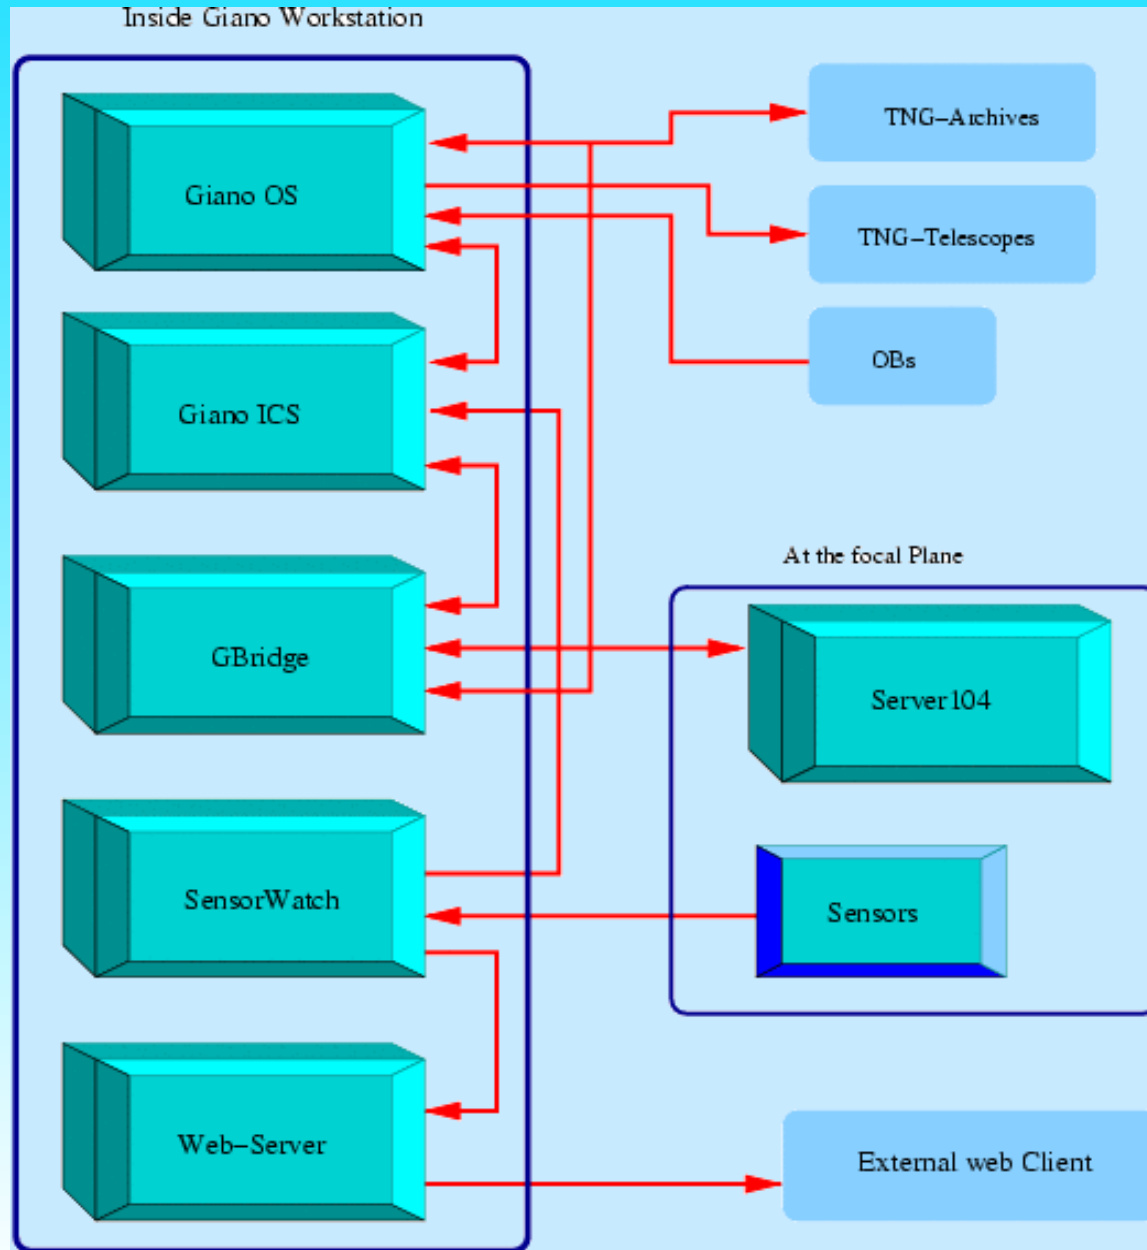 Inside Giano Workstation
TNG–Archives
Giano OS
TNG–Telescopes
OBs
Giano ICS
At the focal Plane
GBridge
Server104
SensorWatch
Sensors
Web–Server
External web Client